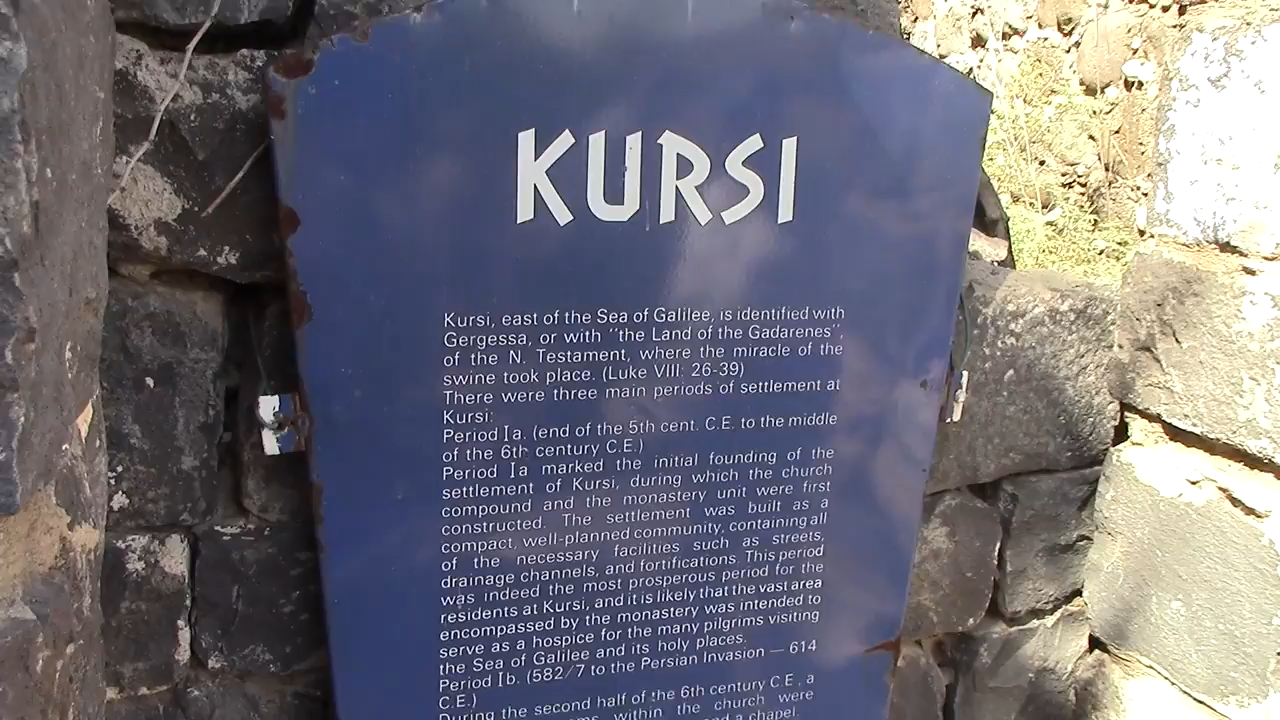 KURSI
Kursi, east of the Sea of Galilee, is identified with
Gergessa, or with "the Land of the Gadarenes",
of the N. Testament, where the miracle of the
swine took place. (Luke VIII: 26-39)
There were three main periods of settlement at
Kursi:
Period Ia. (end of the 5th cent. C.E. to the middle
of the 6th century C.E.)
Period Ia marked the initial founding of the
settlement of Kursi, during which the church
compound and the monastery unit were first
constructed. The settlement was built as a
compact, well-planned community, containing all
of the necessary facilities such as streets,
drainage channels, and fortifications. This period
was indeed the most prosperous period for the
residents at Kursi, and it is likely that the vast area
encompassed by the monastery was intended to
serve as a hospice for the many pilgrims visiting
the Sea of Galilee and its holy places.
Period Ib. (582/7 to the Persian Invasion — 614
C.E.)
During the second half of the 6th century C.E., a
within the church were
and a chapel.